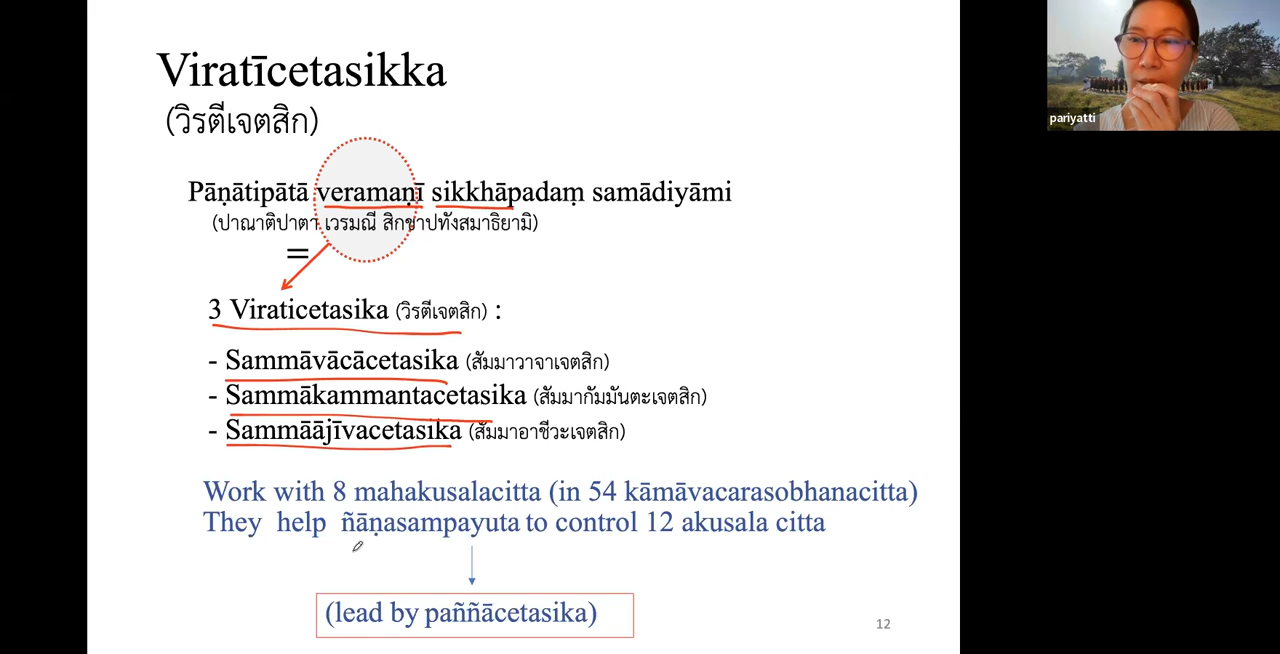 Viratīcetasikka
(วิรตีเจตสิก)
Pāṇātipātā veramaṇī sikkhāpadaṃ samādiyāmi
(ปาณาติปาตา เวรมณี สิกขาปทังสมาธิยามิ)
=
3 Viraticetasika (วิรตีเจตสิก) :
- Sammāvācācetasika (สัมมาวาจาเจตสิก)
- Sammākammantacetasika (สัมมากัมมันตะเจตสิก)
- Sammāājīvacetasika (สัมมาอาชีวะเจตสิก)
Work with 8 mahakusalacitta (in 54 kāmāvacarasobhanacitta)
They help ñāṇasampayuta to control 12 akusala citta
(lead by paññācetasika)
12
pariyatti